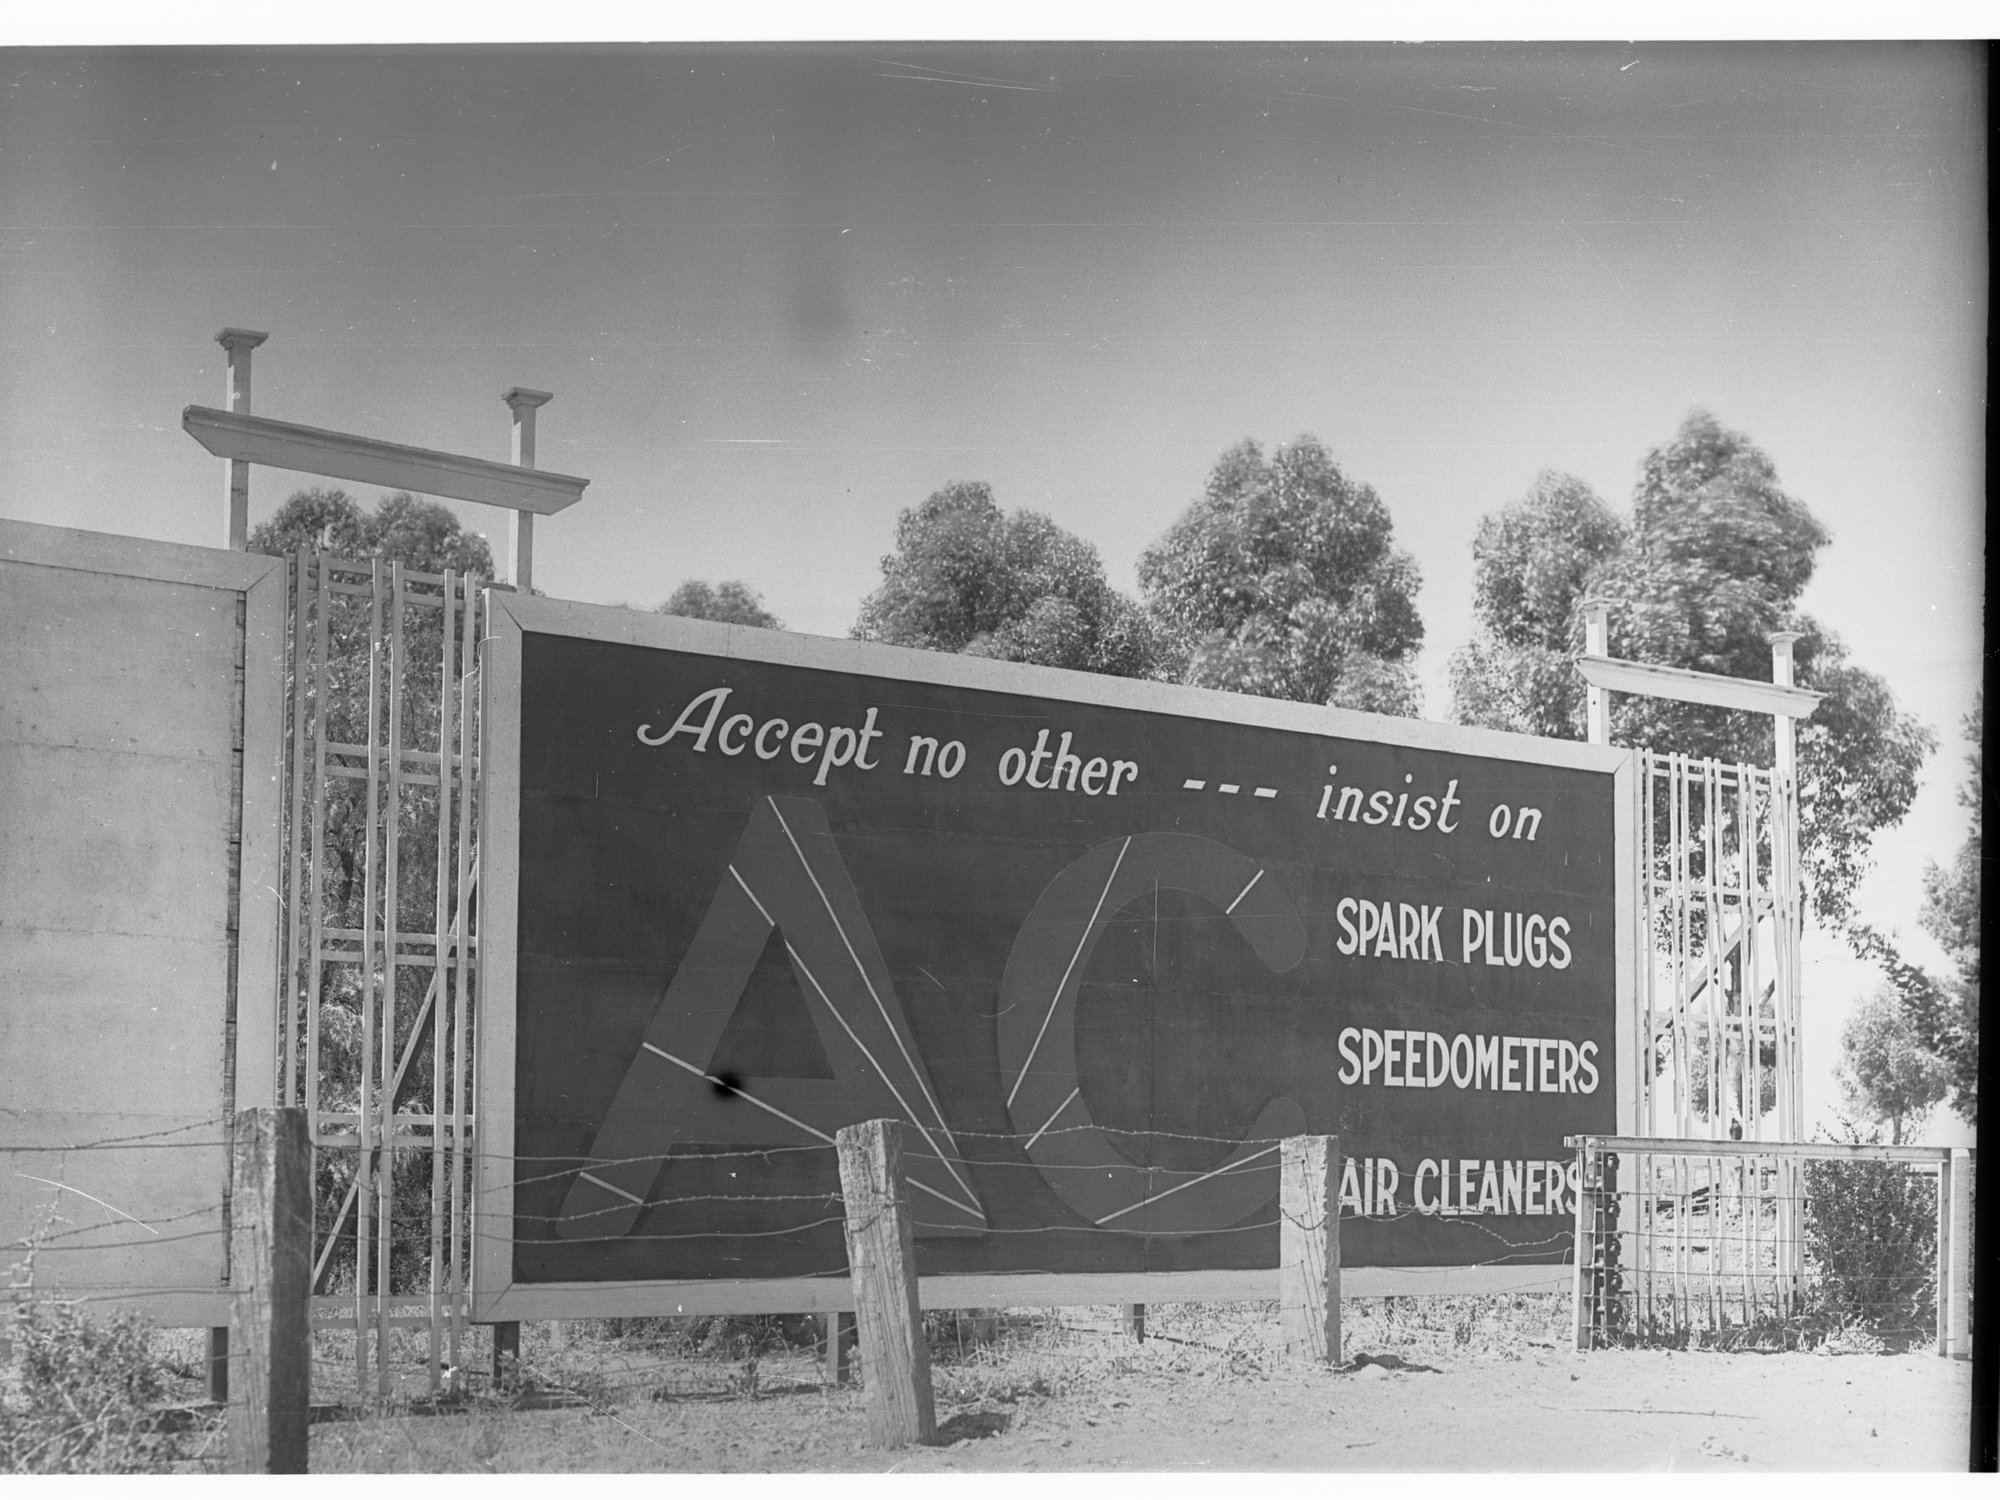 Accept no other --- insist on
AC
SPARK PLUGS
SPEEDOMETERS
AIR CLEANERS